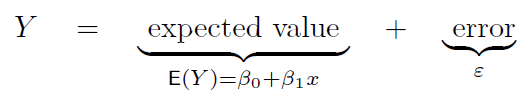 Y = expected value + error
E(Y)=β₀+β₁x ε